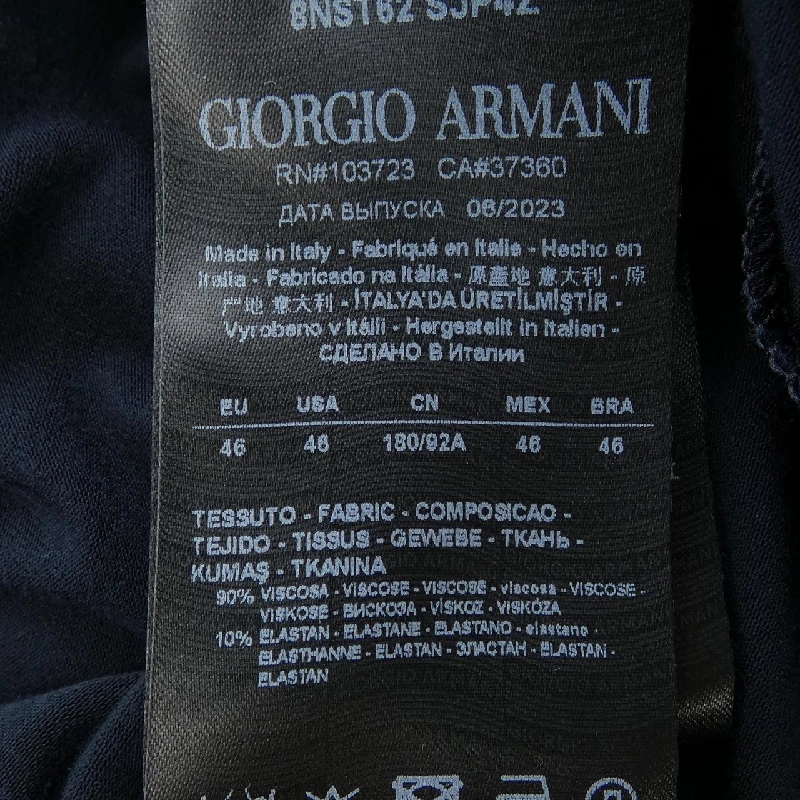 8NST62 SJP4Z
GIORGIO ARMANI
RN#103723 CA#37360
ДАТА ВЫПУСКА 06/2023
Made in Italy - Fabriqué en Italie - Hecho en
Italia - Fabricado na Itália - 原產地 意大利 - 原
产地 意大利 - İTALYA'DA ÜRETİLMİŞTİR -
Vyrobeno v Itálii - Hergestellt in Italien -
СДЕЛАНО В Италии
EU USA CN MEX BRA
46 46 180/92A 46 46
TESSUTO - FABRIC - COMPOSICAO -
TEJIDO - TISSUS - GEWEBE - ТКАНЬ -
KUMAŞ - TKANINA
90% VISCOSA - VISCOSE - VISCOSE - viscosa - VISCOSE -
VISKOSE - ВИСКОЗА - VİSKOZ - VISKÓZA
10% ELASTAN - ELASTANE - ELASTANO - elastano -
ELASTHANNE - ELASTAN - ЭЛАСТАН - ELASTAN -
ELASTAN